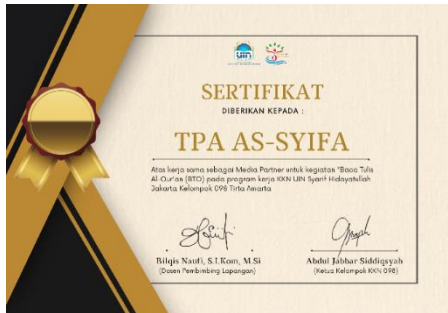 uin
SERTIFIKAT
DIBERIKAN KEPADA :
TPA AS-SYIFA
Atas kerja sama sebagai Media Partner untuk kegiatan "Baca Tulis
Al-Qur'an (BTQ) pada program kerja KKN UIN Syarif Hidayatullah
Jakarta Kelompok 098 Tirta Amarta
Bilqis Naufi, S.I.Kom, M.Si
(Dosen Pembimbing Lapangan)
Abdul Jabbar Siddiqsyah
(Ketua Kelompok KKN 098)